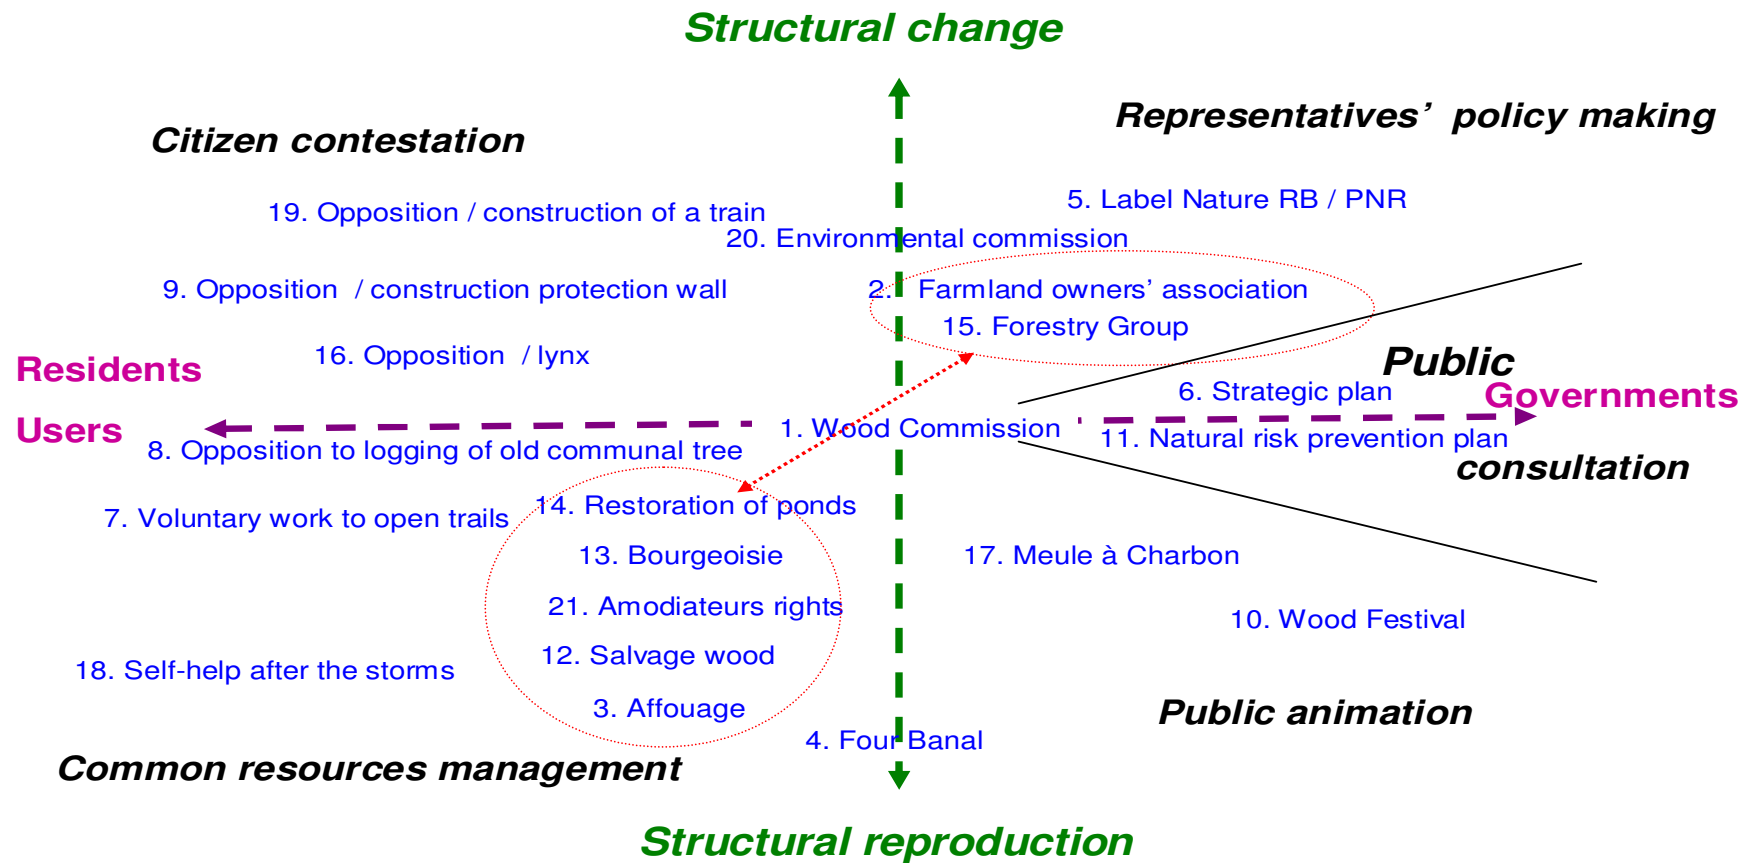 Structural change
Representatives’ policy making
Citizen contestation
5. Label Nature RB / PNR
19. Opposition / construction of a train
20. Environmental commission
9. Opposition / construction protection wall
2. Farmland owners’ association
15. Forestry Group
16. Opposition / lynx
Public
Residents
6. Strategic plan
Governments
Users
1. Wood Commission
11. Natural risk prevention plan
8. Opposition to logging of old communal tree
consultation
14. Restoration of ponds
7. Voluntary work to open trails
13. Bourgeoisie
17. Meule à Charbon
21. Amodiateurs rights
10. Wood Festival
12. Salvage wood
18. Self-help after the storms
3. Affouage
Public animation
4. Four Banal
Common resources management
Structural reproduction